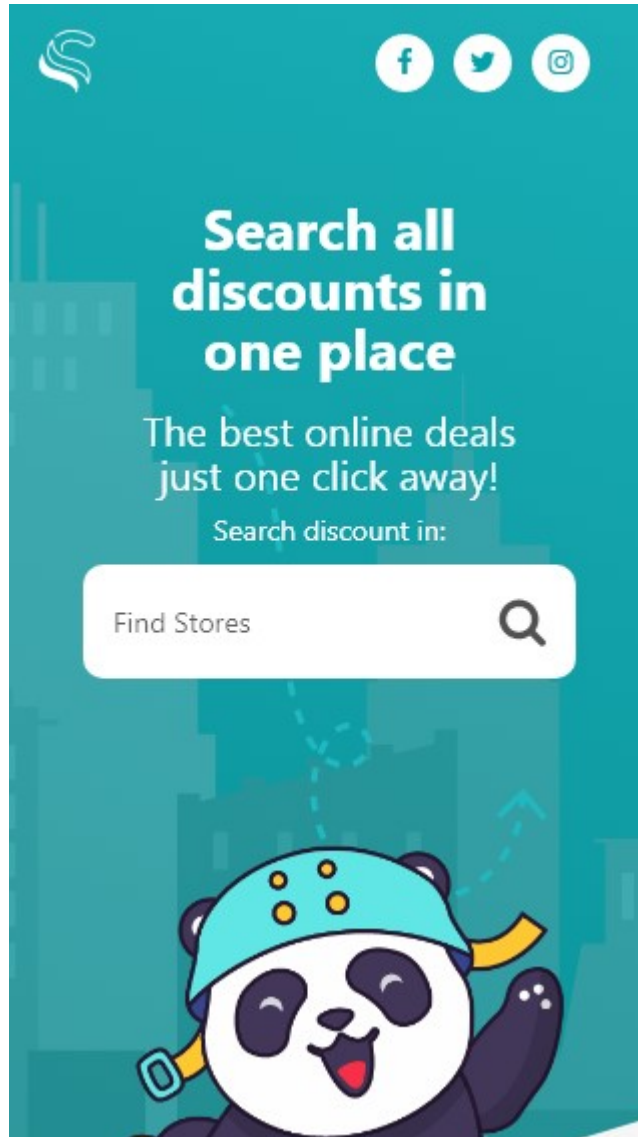 Search all
discounts in
one place
The best online deals
just one click away!
Search discount in:
Find Stores